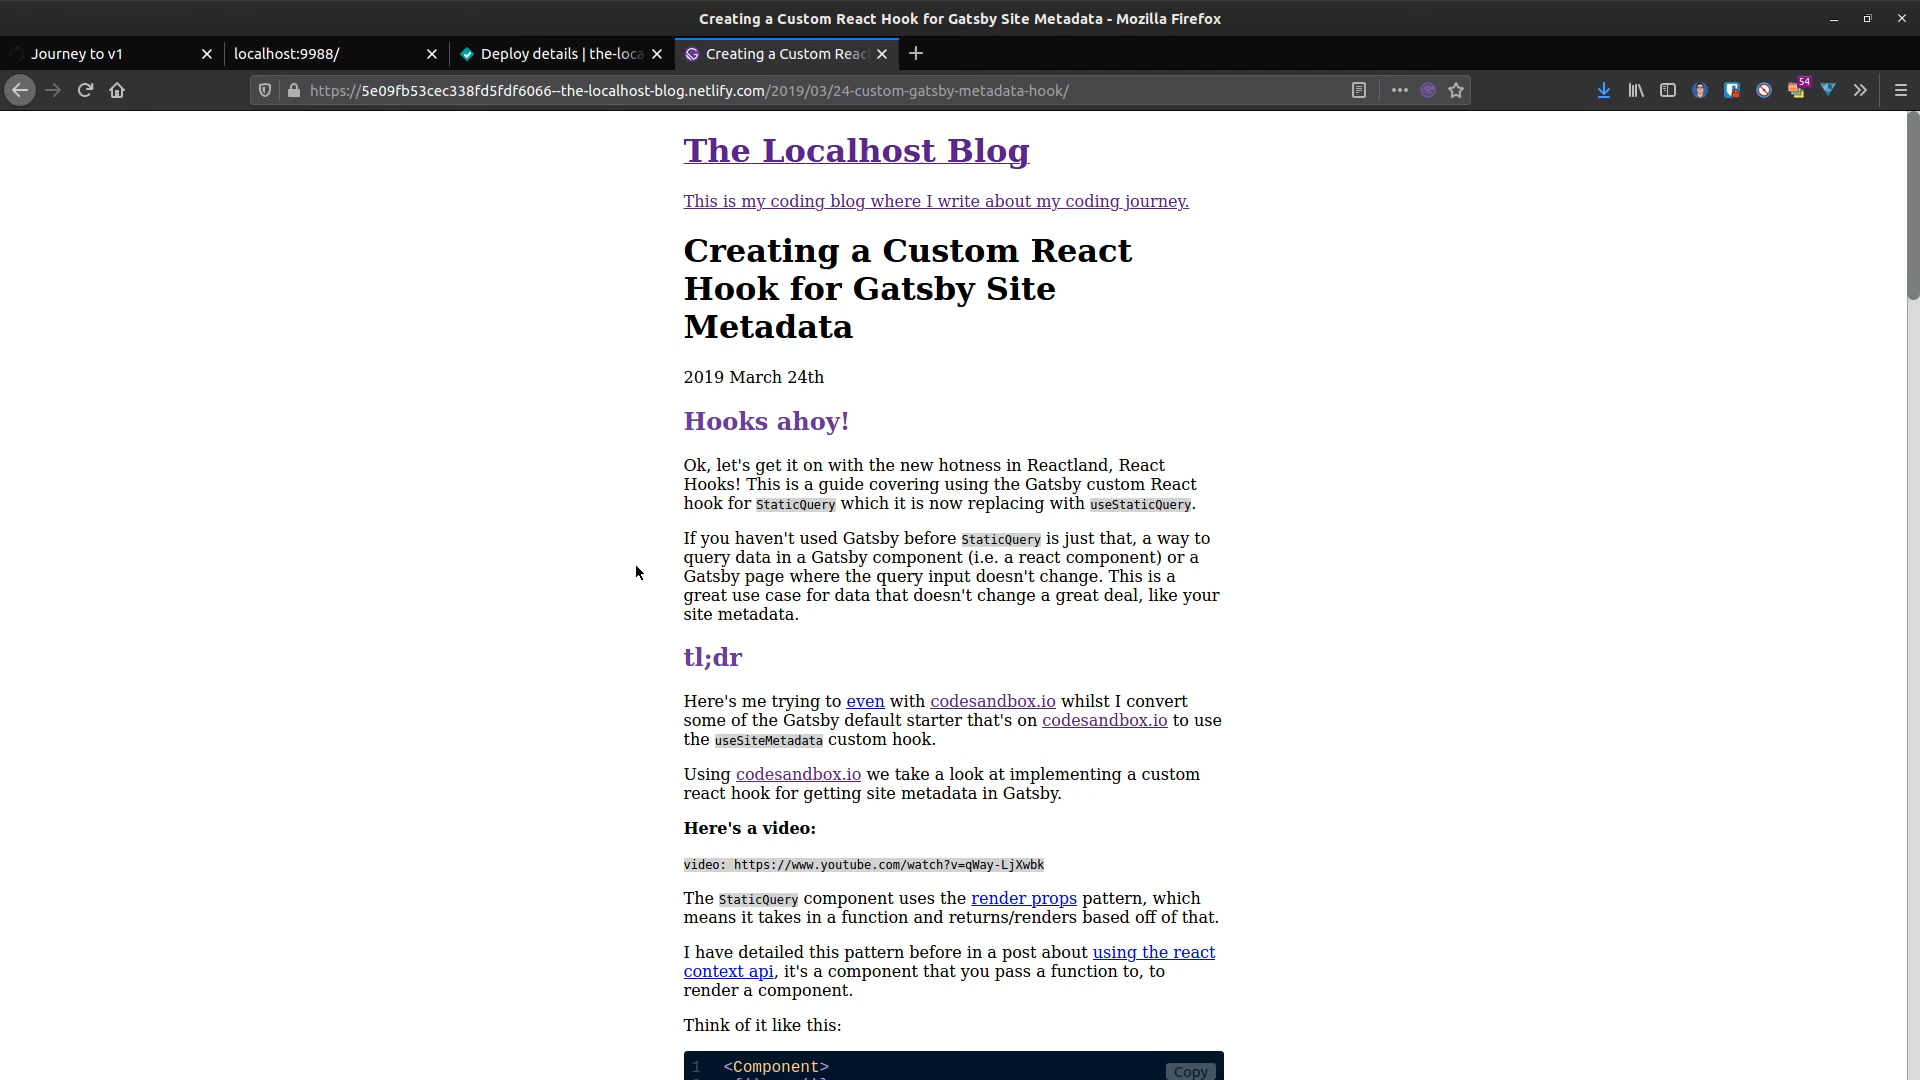 Creating a Custom React Hook for Gatsby Site Metadata - Mozilla Firefox
Journey to v1
localhost:9988/
Deploy details | the-loca
Creating a Custom Reac
https://5e09fb53cec338fd5fdf6066--the-localhost-blog.netlify.com/2019/03/24-custom-gatsby-metadata-hook/
54
The Localhost Blog
This is my coding blog where I write about my coding journey.
Creating a Custom React
Hook for Gatsby Site
Metadata
2019 March 24th
Hooks ahoy!
Ok, let's get it on with the new hotness in Reactland, React
Hooks! This is a guide covering using the Gatsby custom React
hook for StaticQuery which it is now replacing with useStaticQuery.
If you haven't used Gatsby before StaticQuery is just that, a way to
query data in a Gatsby component (i.e. a react component) or a
Gatsby page where the query input doesn't change. This is a
great use case for data that doesn't change a great deal, like your
site metadata.
tl;dr
Here's me trying to even with codesandbox.io whilst I convert
some of the Gatsby default starter that's on codesandbox.io to use
the useSiteMetadata custom hook.
Using codesandbox.io we take a look at implementing a custom
react hook for getting site metadata in Gatsby.
Here's a video:
video: https://www.youtube.com/watch?v=qWay-LjXwbk
The StaticQuery component uses the render props pattern, which
means it takes in a function and returns/renders based off of that.
I have detailed this pattern before in a post about using the react
context api, it's a component that you pass a function to, to
render a component.
Think of it like this:
1 <Component>
Copy